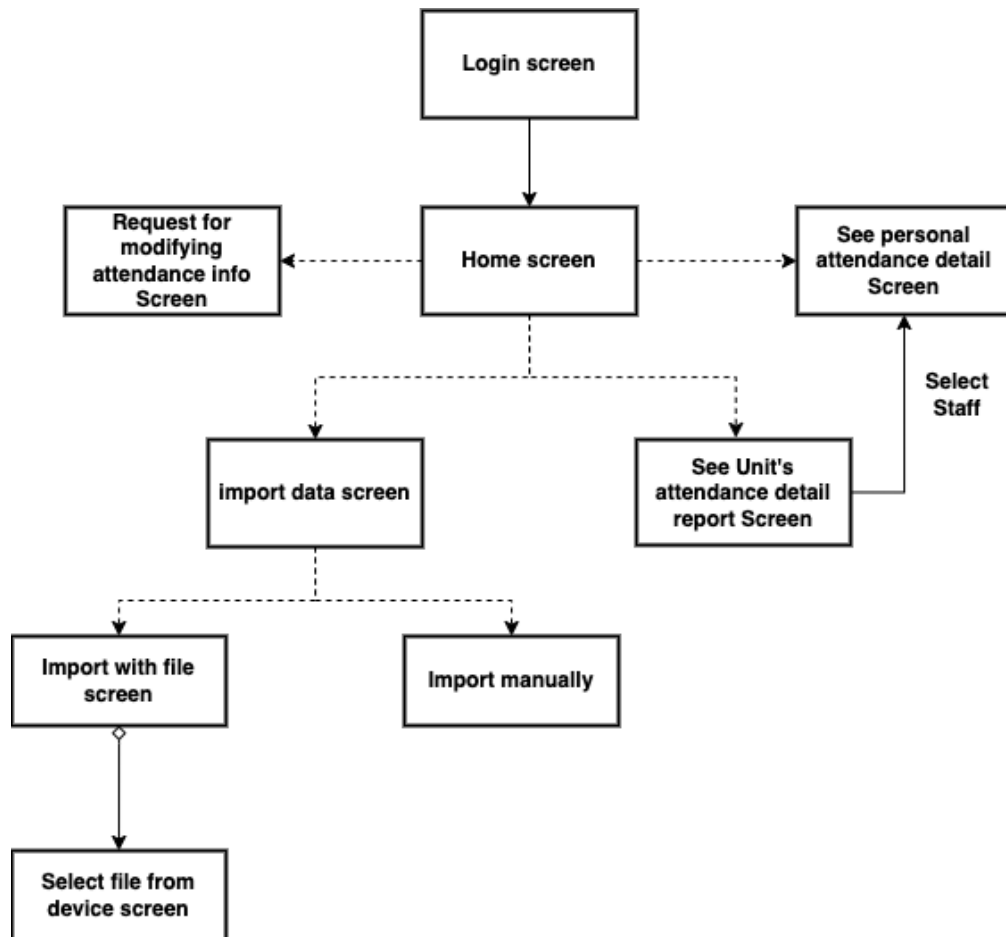 Login screen
Request for
modifying
attendance info
Screen
Home screen
See personal
attendance detail
Screen
Select
Staff
import data screen
See Unit's
attendance detail
report Screen
Import with file
screen
Import manually
Select file from
device screen